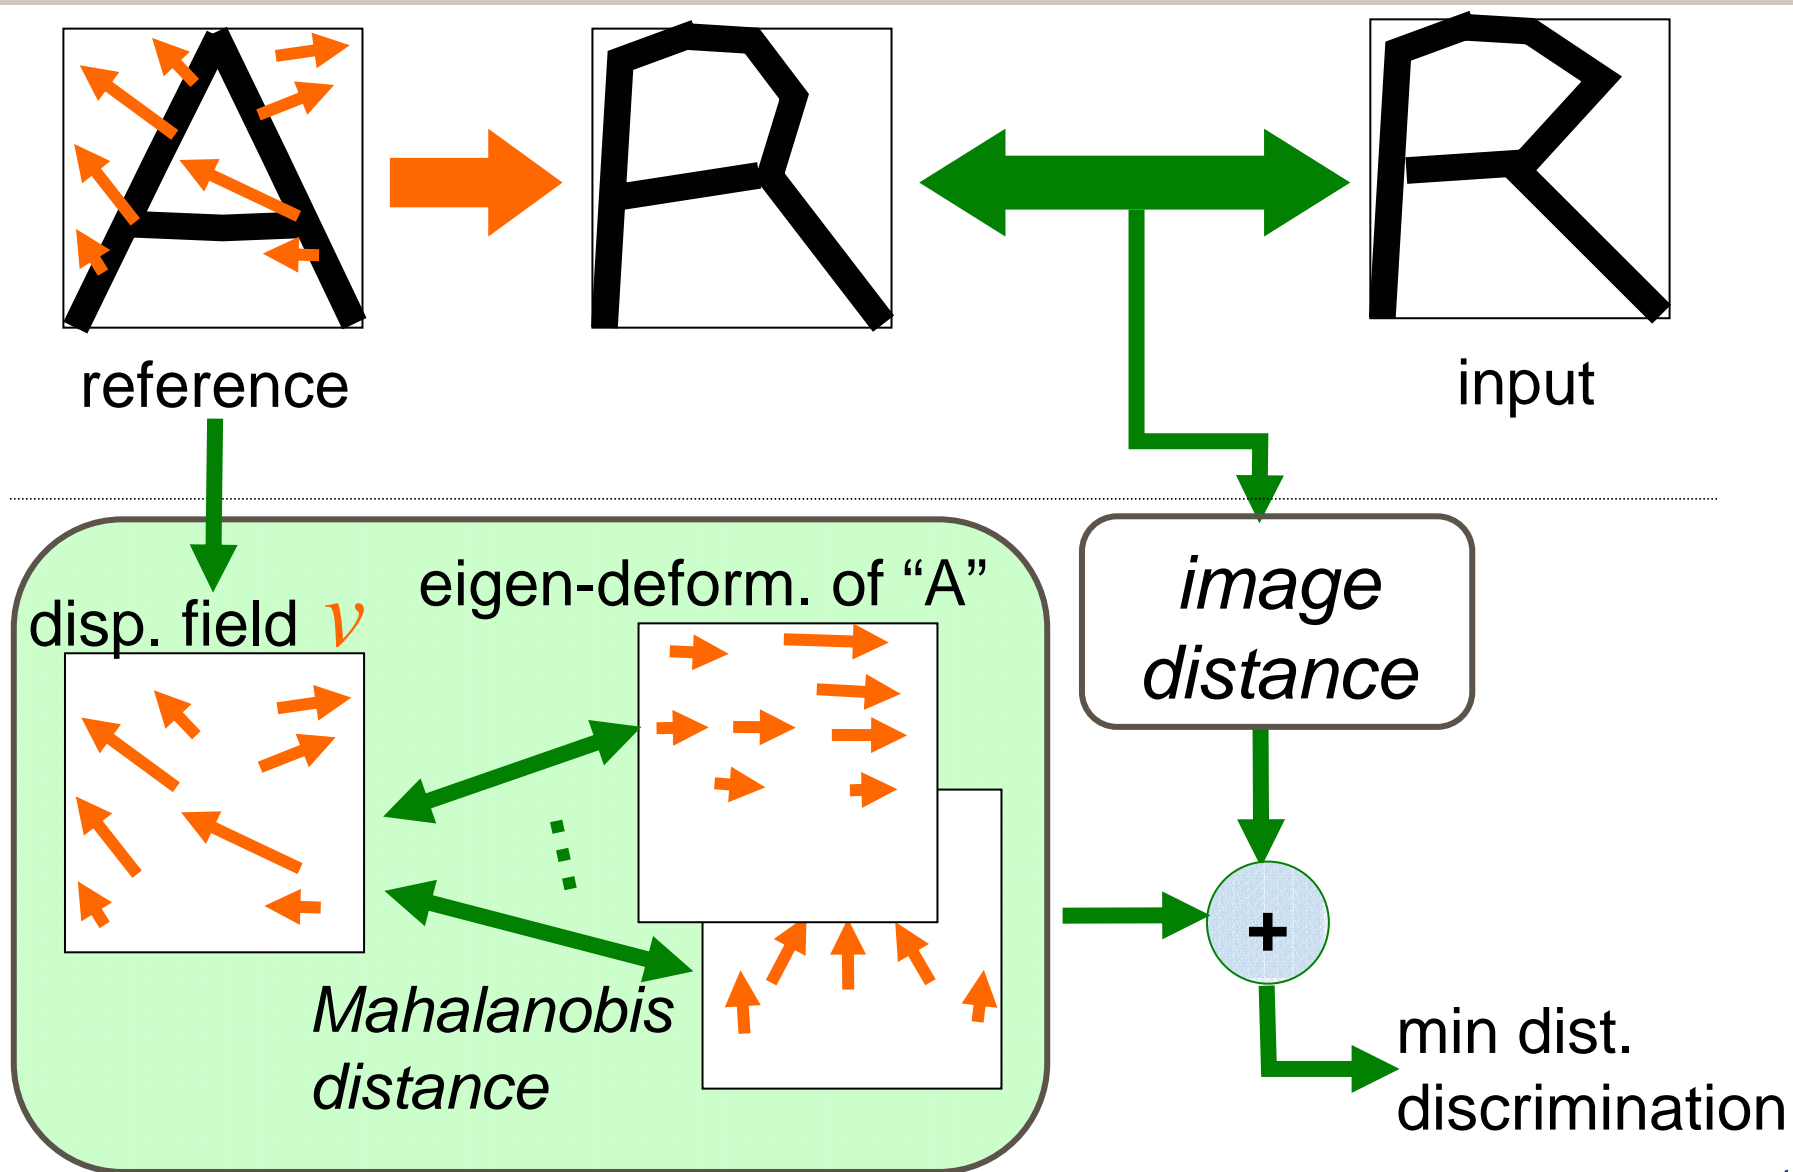 reference
input
eigen-deform. of “A”
disp. field v
image
distance
+
Mahalanobis
distance
min dist.
discrimination